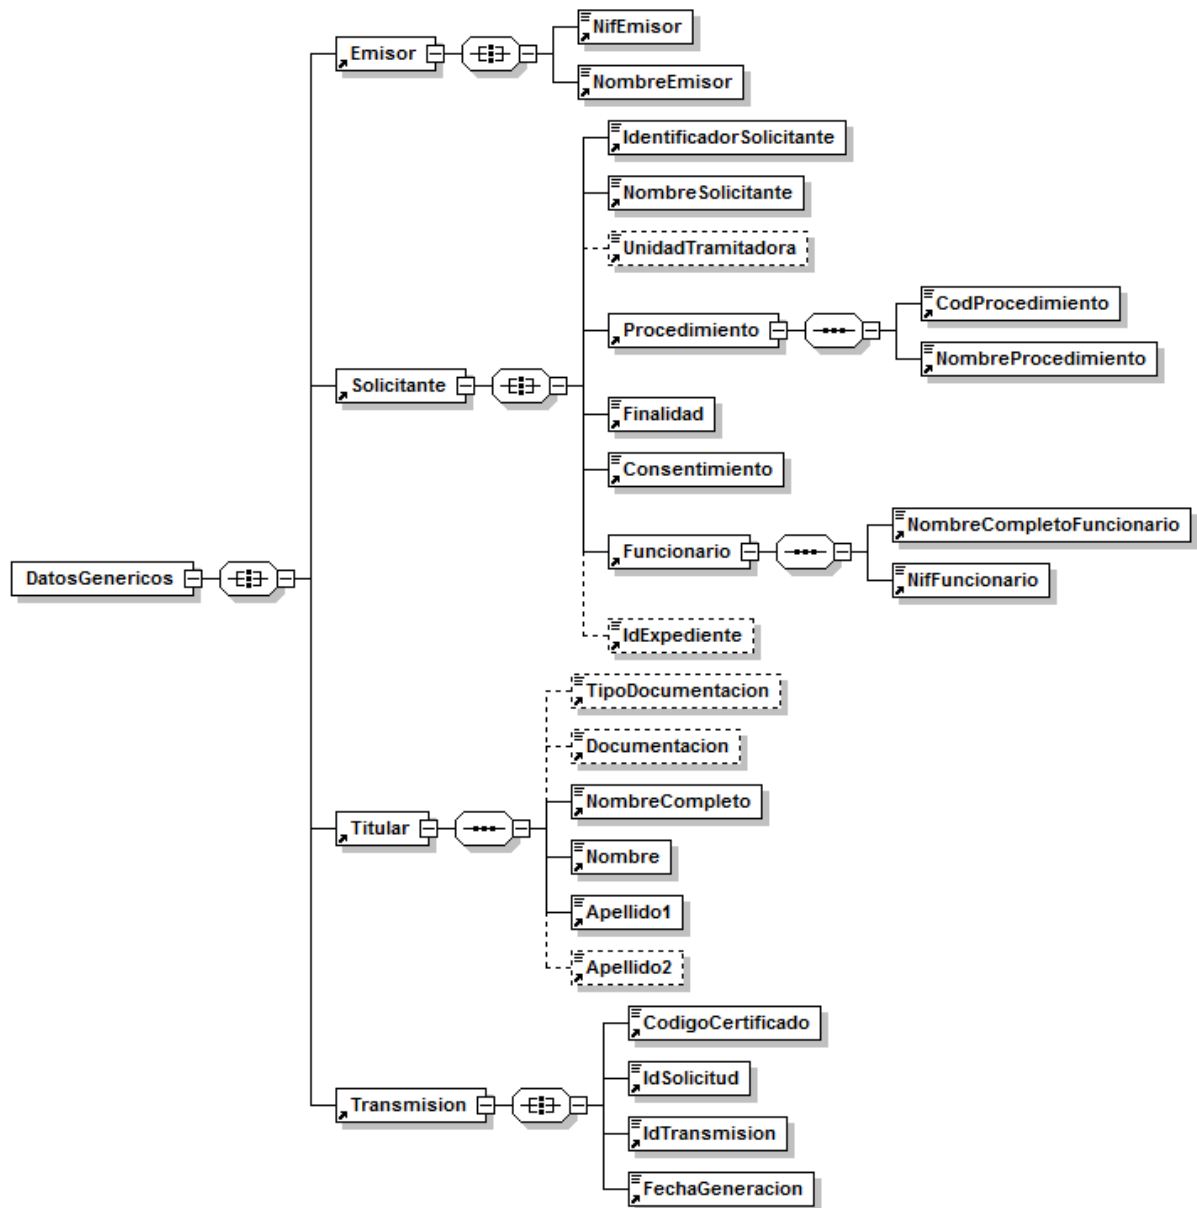 Emisor
NifEmisor
NombreEmisor
IdentificadorSolicitante
NombreSolicitante
UnidadTramitadora
Procedimiento
CodProcedimiento
NombreProcedimiento
Solicitante
Finalidad
Consentimiento
Funcionario
NombreCompletoFuncionario
NifFuncionario
DatosGenericos
IdExpediente
TipoDocumentacion
Documentacion
NombreCompleto
Titular
Nombre
Apellido1
Apellido2
CodigoCertificado
IdSolicitud
Transmision
IdTransmision
FechaGeneracion